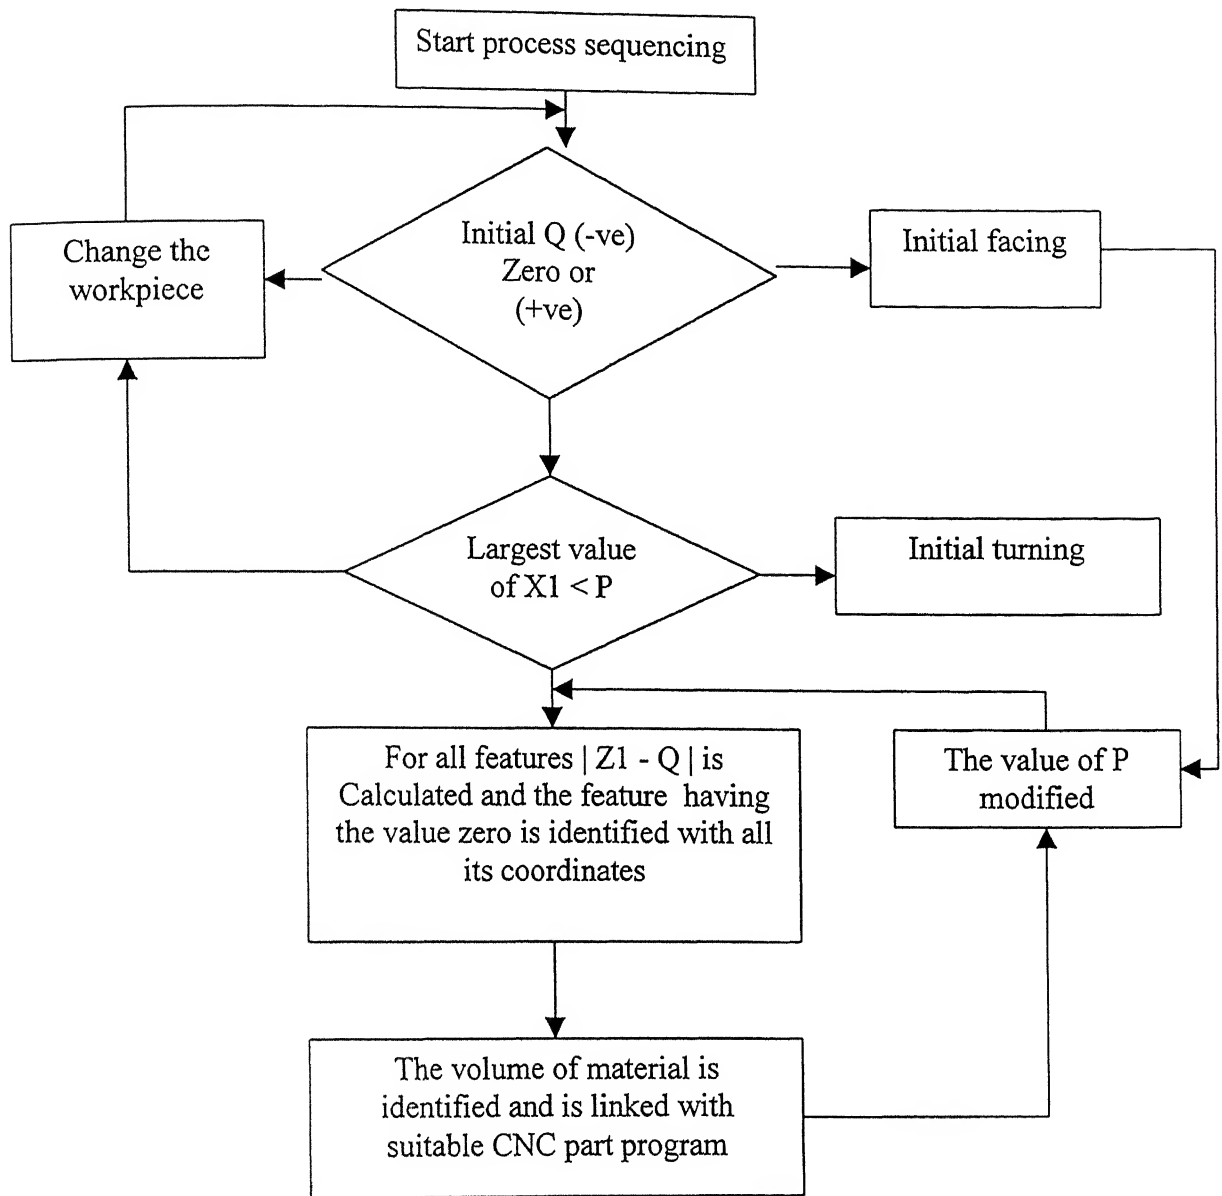 Start process sequencing
Change the
workpiece
Initial Q (-ve)
Zero or
(+ve)
Initial facing
Largest value
of X1 < P
Initial turning
For all features | Z1 - Q | is
Calculated and the feature having
the value zero is identified with all
its coordinates
The value of P
modified
The volume of material is
identified and is linked with
suitable CNC part program